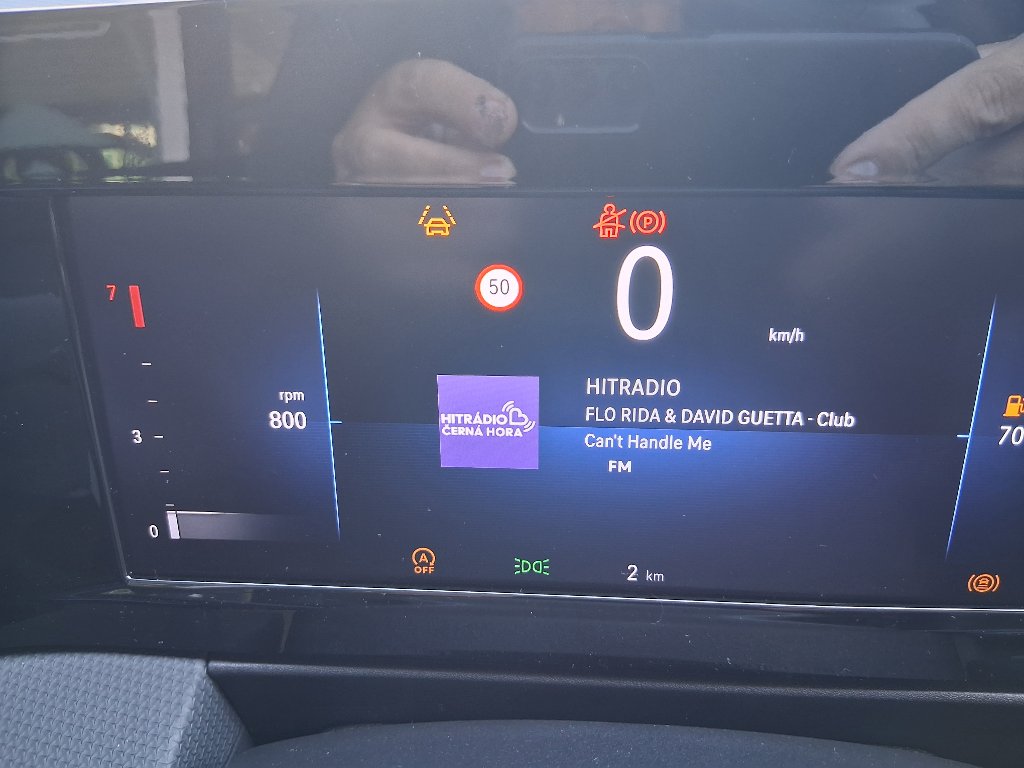 P
50
0
km/h
7
rpm
800
3
0
HITRÁDIO
ČERNÁ HORA
HITRADIO
FLO RIDA & DAVID GUETTA - Club
Can't Handle Me
FM
70
A
OFF
2 km